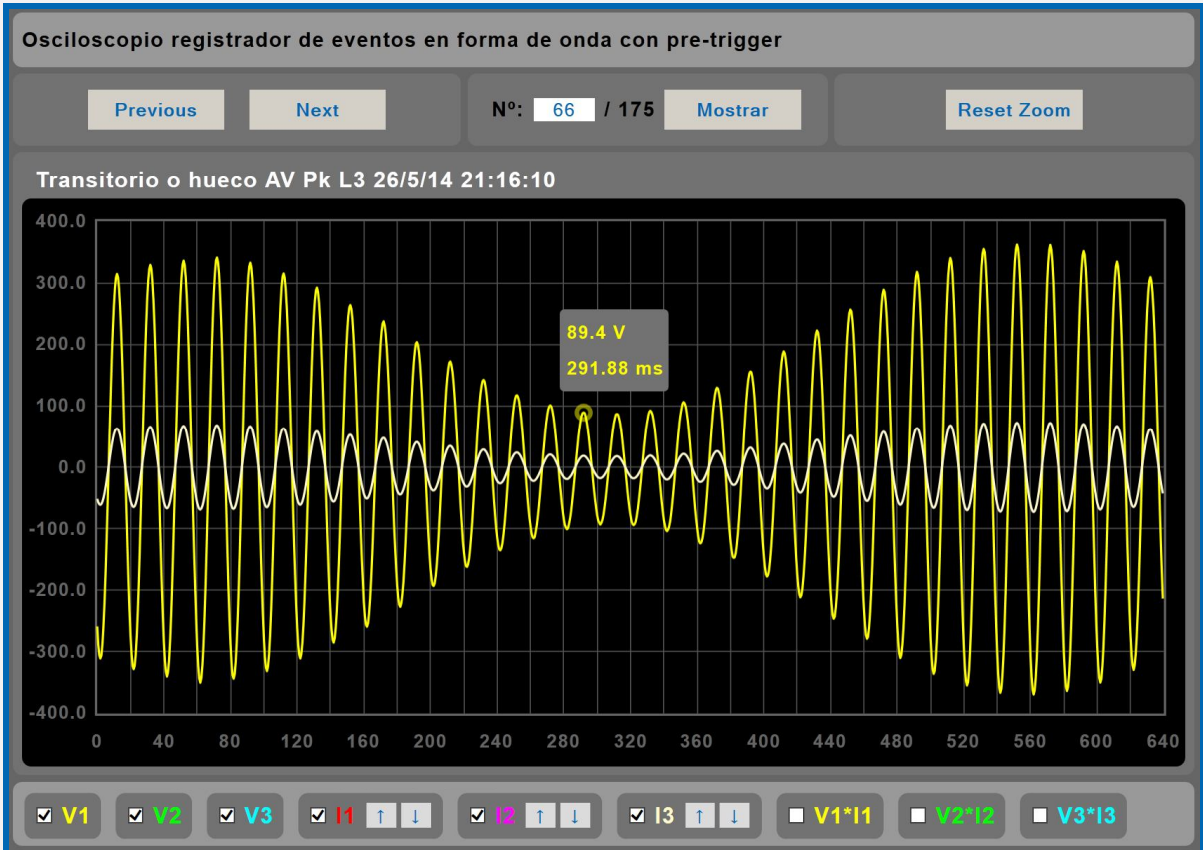 Osciloscopio registrador de eventos en forma de onda con pre-trigger
Previous Next Nº: 66 / 175 Mostrar Reset Zoom
Transitorio o hueco AV Pk L3 26/5/14 21:16:10
400.0
300.0
200.0
100.0
0.0
-100.0
-200.0
-300.0
-400.0
89.4 V
291.88 ms
0 40 80 120 160 200 240 280 320 360 400 440 480 520 560 600 640
V1 V2 V3 I1 ↑ ↓ I2 ↑ ↓ I3 ↑ ↓ V1*I1 V2*I2 V3*I3